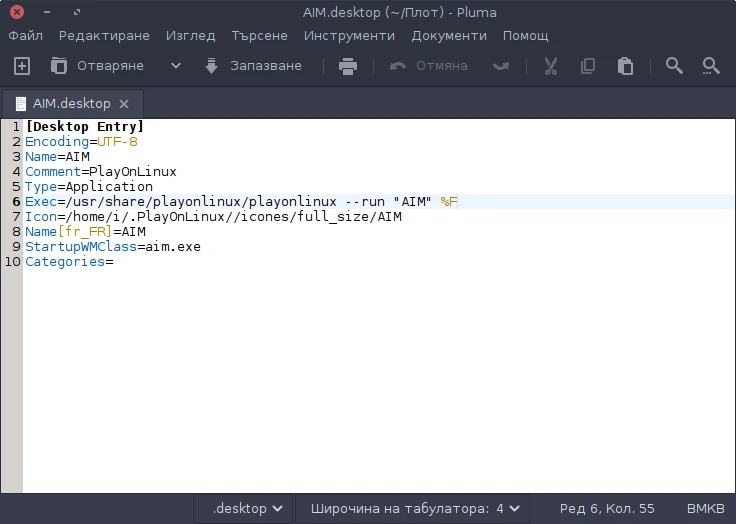 AIM.desktop (~/Плот) - Pluma
Файл Редактиране Изглед Търсене Инструменти Документи Помощ
Отваряне Запазване Отмяна
AIM.desktop
1 [Desktop Entry]
2 Encoding=UTF-8
3 Name=AIM
4 Comment=PlayOnLinux
5 Type=Application
6 Exec=/usr/share/playonlinux/playonlinux --run "AIM" %F
7 Icon=/home/i/.PlayOnLinux//icones/full_size/AIM
8 Name[fr_FR]=AIM
9 StartupWMClass=aim.exe
10 Categories=
.desktop Широчина на табулатора: 4 Ред 6, Кол. 55 ВМКВ